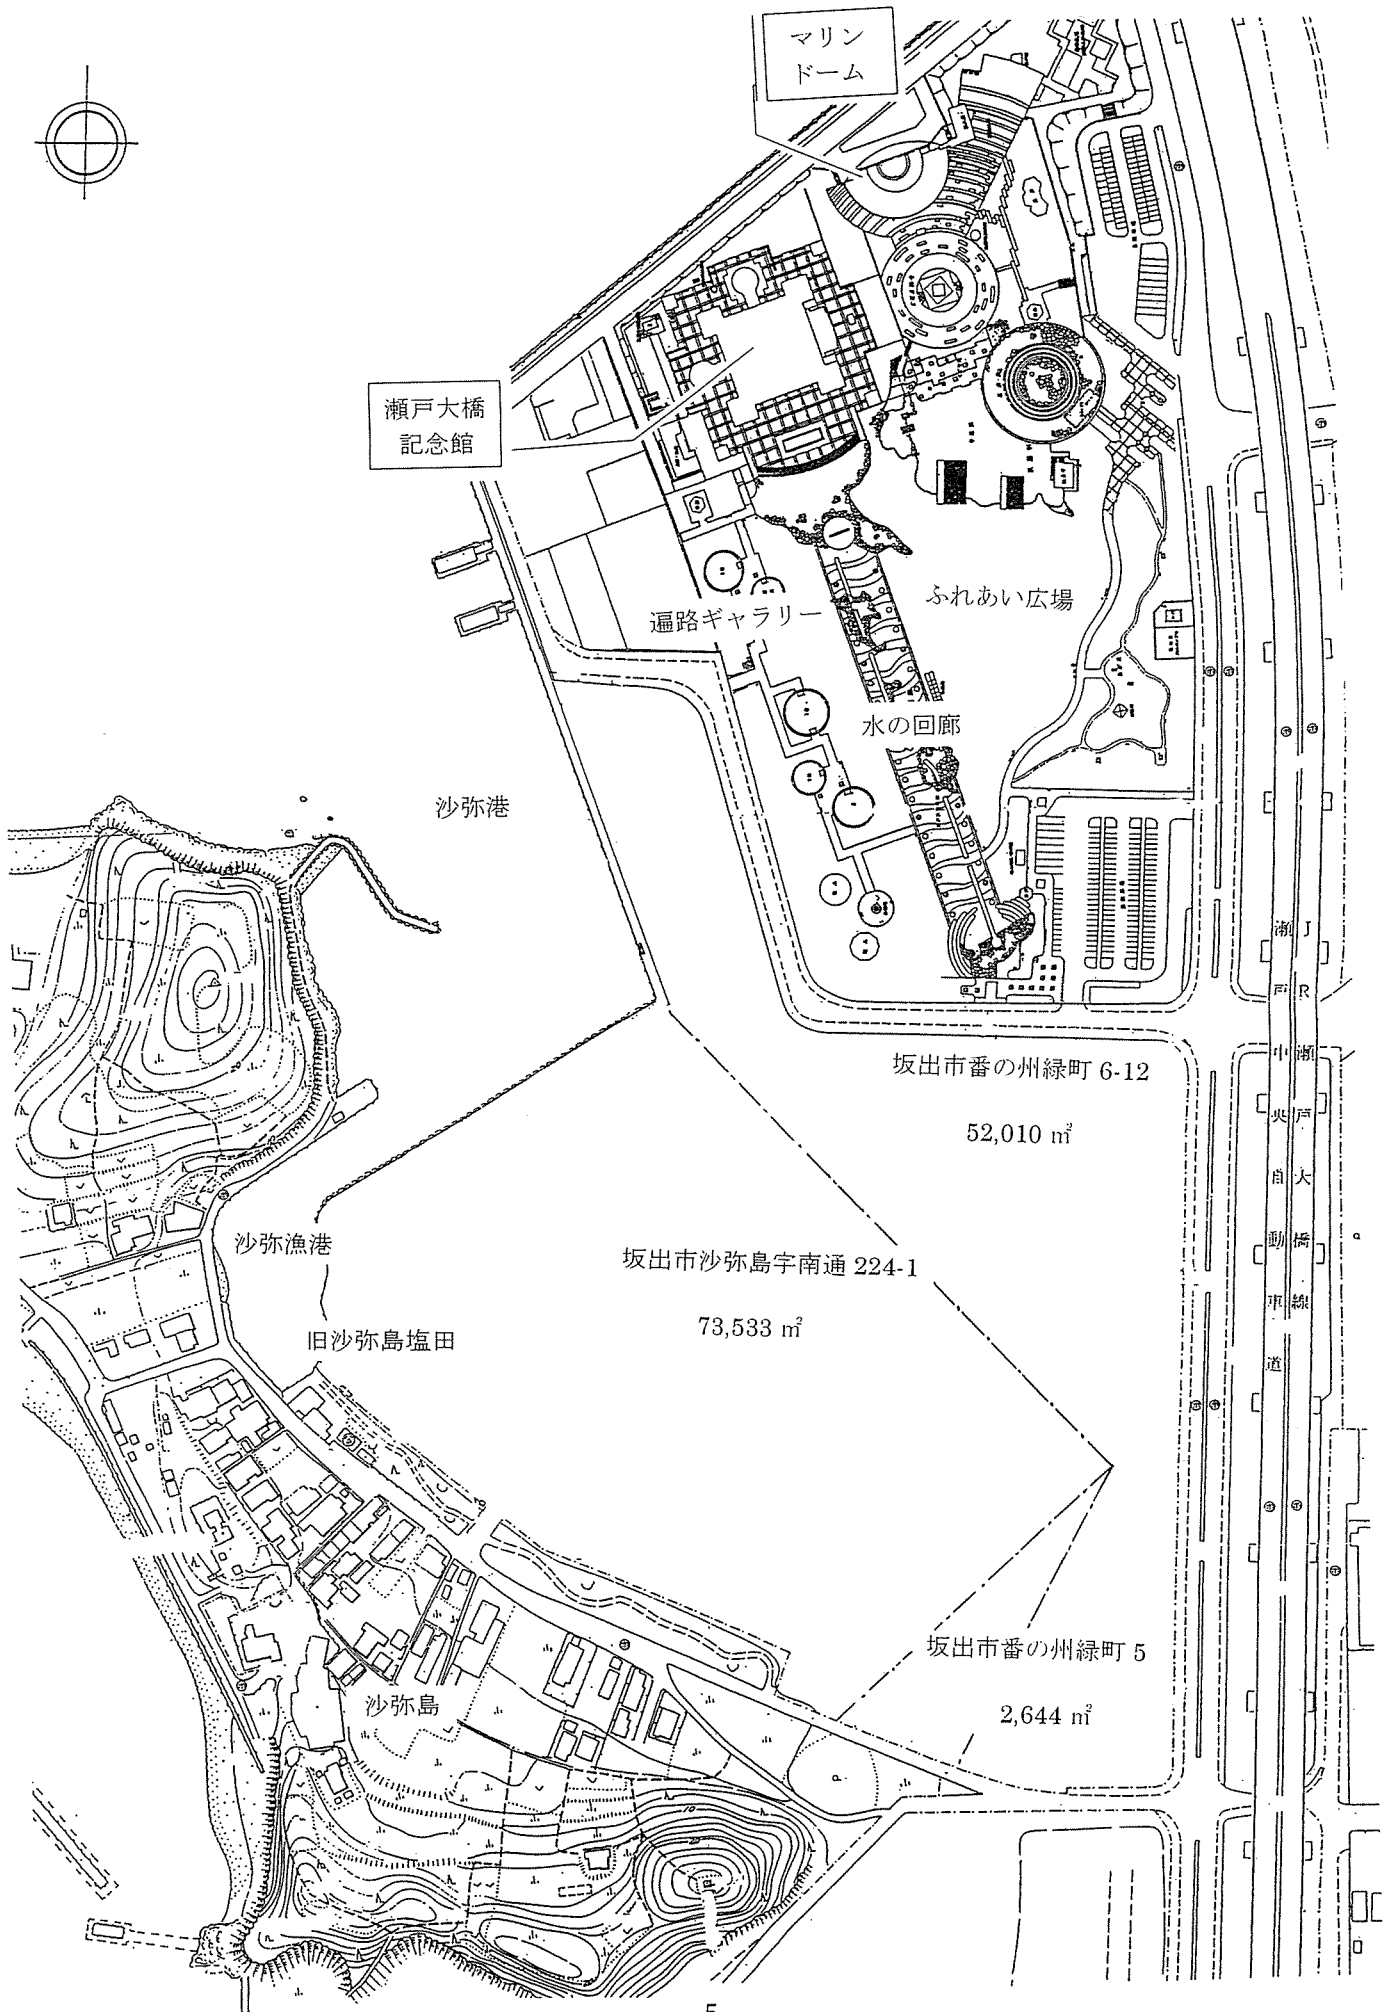 マリン
ドーム
瀬戸大橋
記念館
ふれあい広場
遍路ギャラリー
水の回廊
沙弥港
瀬戸中央自動車道
JR瀬戸大橋線
坂出市番の州緑町 6-12
52,010 ㎡
沙弥漁港
坂出市沙弥島字南通 224-1
73,533 ㎡
旧沙弥島塩田
坂出市番の州緑町 5
2,644 ㎡
沙弥島
5